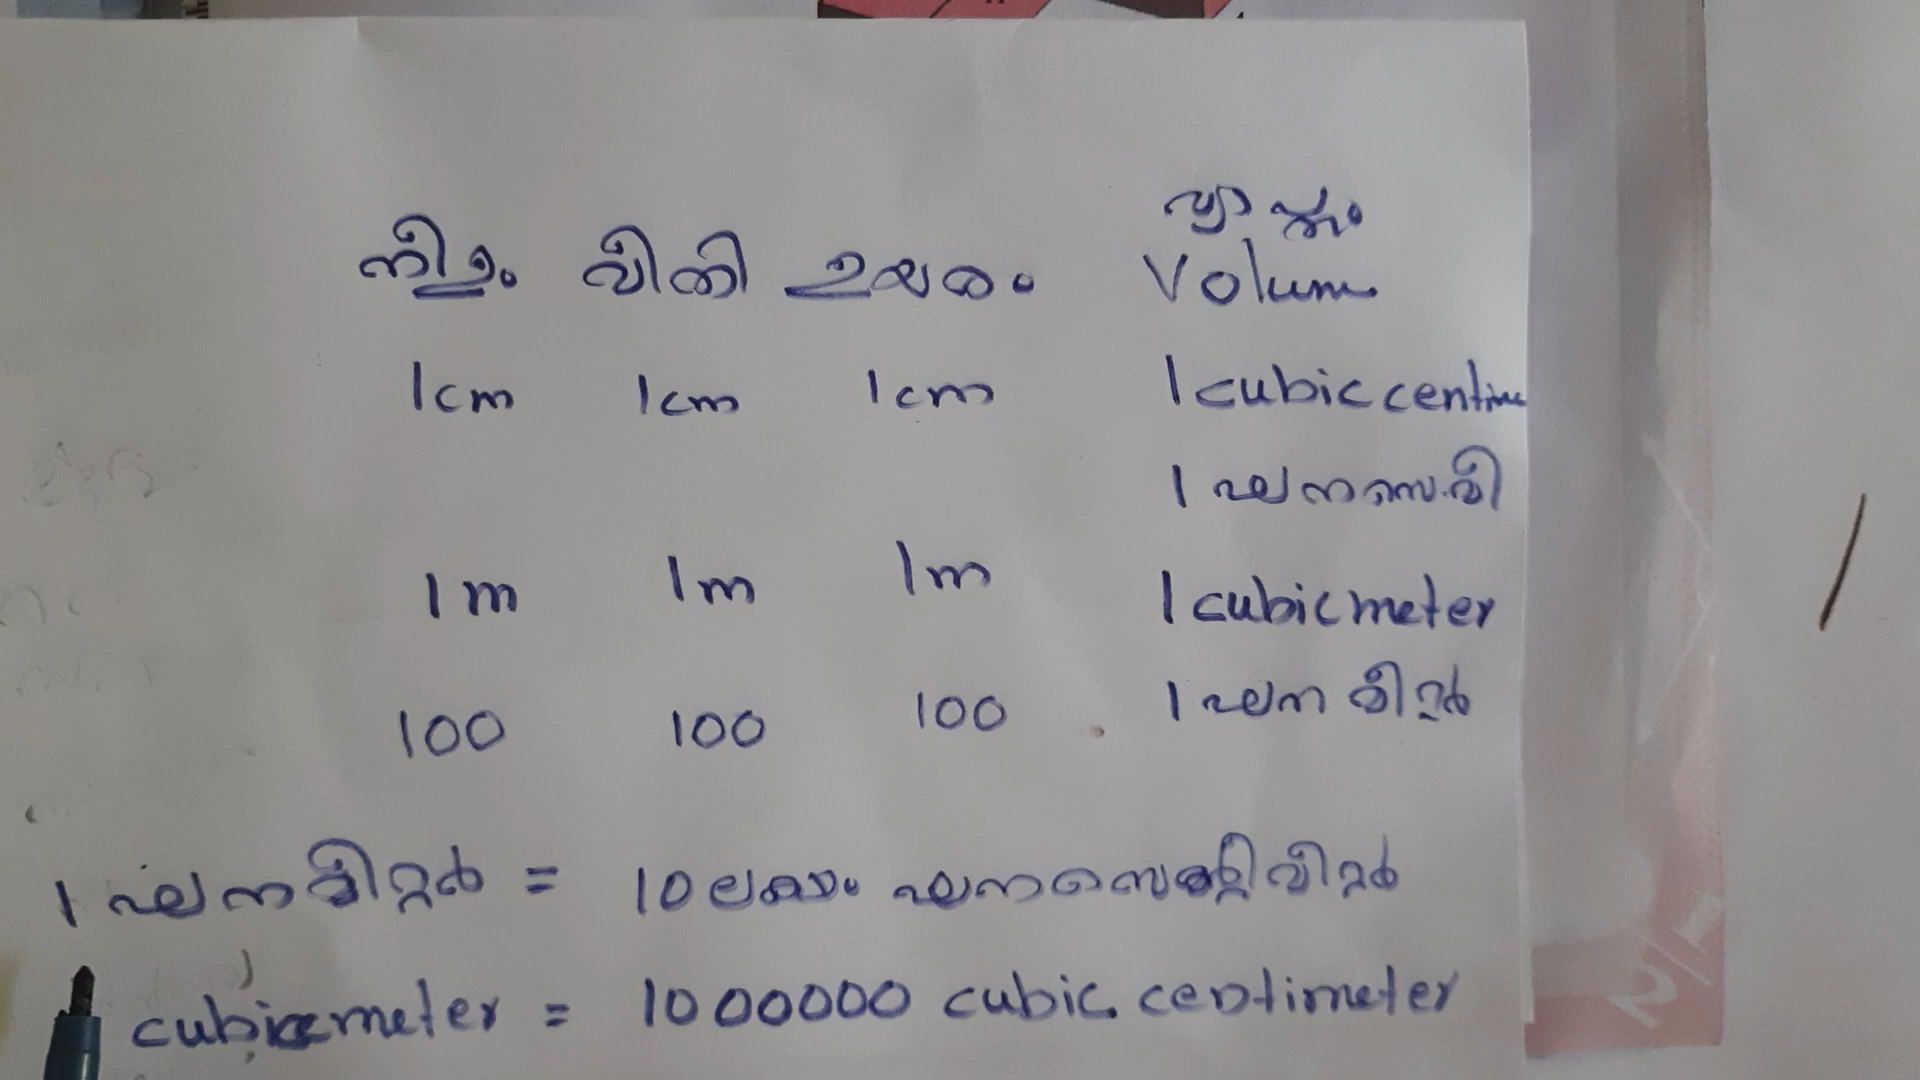 വ്യാപ്തം
നീളം വീതി ഉയരം Volume
1cm 1cm 1cm 1 cubic centime
1 ഘനസെ.മീ
1m 1m 1m 1 cubicmeter
100 100 100 1 ഘന മീറ്റർ
1 ഘനമീറ്റർ = 10 ലക്ഷം ഘനസെന്റിമീറ്റർ
cubic meter = 1000000 cubic centimeter